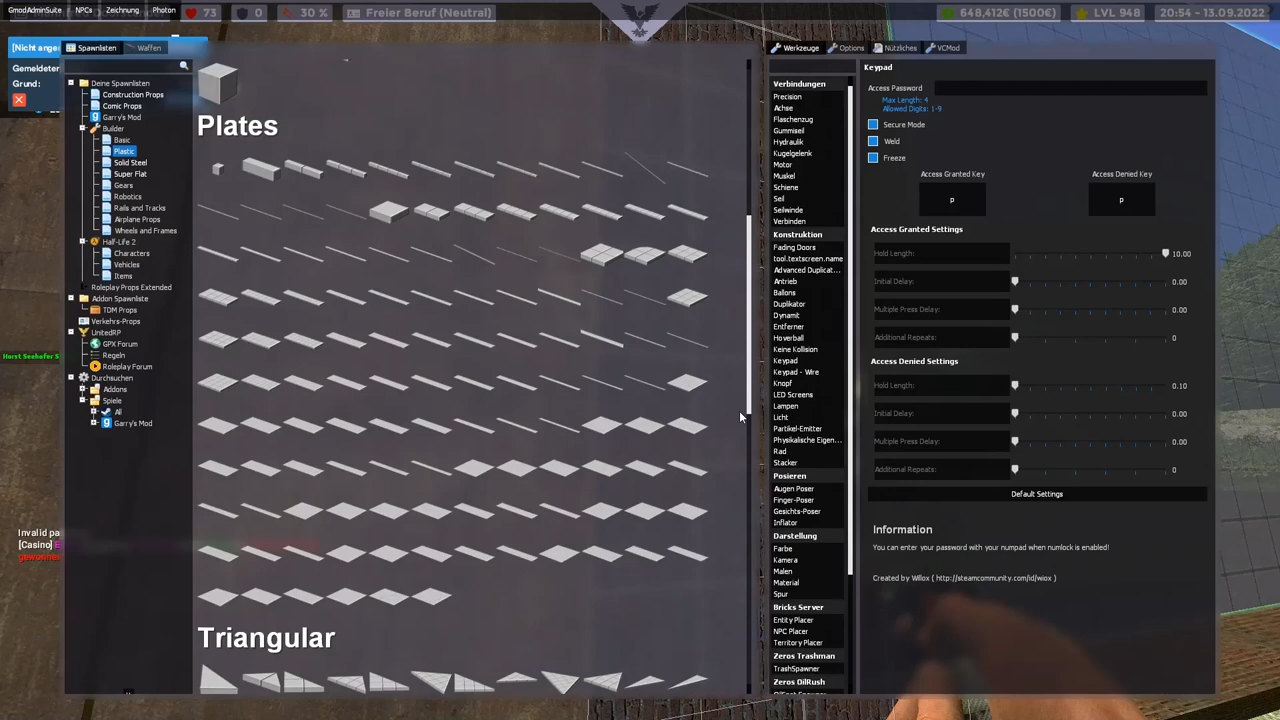 GmodAdminSuite NPCs Zeichnung Photon
73
0
30 %
Freier Beruf (Neutral)
648,412€ (1500€)
LVL 948
20:54 - 13.09.2022
[Nicht ange
Gemeldeter
Grund:
Horst Seehofer S
Invalid pa
[Casino]
gewonne
Spawnlisten Waffen
Deine Spawnlisten
Construction Props
Comic Props
Garry's Mod
Builder
Basic
Plastic
Solid Steel
Super Flat
Gears
Robotics
Rails and Tracks
Airplane Props
Wheels and Frames
Half-Life 2
Characters
Vehicles
Items
Roleplay Props Extended
Addon Spawnliste
TDM Props
Verkehrs-Props
UnitedRP
GPX Forum
Regeln
Roleplay Forum
Durchsuchen
Addons
Spiele
All
Garry's Mod
Plates
Triangular
Werkzeuge Options Nützliches VCMod
Verbindungen
Precision
Achse
Flaschenzug
Gummiseil
Hydraulik
Kugelgelenk
Motor
Muskel
Schiene
Seil
Seilwinde
Verbinden
Konstruktion
Fading Doors
tool.textscreen.name
Advanced Duplicat...
Antrieb
Ballons
Duplikator
Dynamit
Entferner
Hoverball
Keine Kollision
Keypad
Keypad - Wire
Knopf
LED Screens
Lampen
Licht
Partikel-Emitter
Physikalische Eigen...
Rad
Stacker
Posieren
Augen Poser
Finger-Poser
Gesichts-Poser
Inflator
Darstellung
Farbe
Kamera
Malen
Material
Spur
Bricks Server
Entity Placer
NPC Placer
Territory Placer
Zeros Trashman
TrashSpawner
Zeros OilRush
Keypad
Access Password
Max Length: 4
Allowed Digits: 1-9
Secure Mode
Weld
Freeze
Access Granted Key Access Denied Key
p p
Access Granted Settings
Hold Length: 10.00
Initial Delay: 0.00
Multiple Press Delay: 0.00
Additional Repeats: 0
Access Denied Settings
Hold Length: 0.10
Initial Delay: 0.00
Multiple Press Delay: 0.00
Additional Repeats: 0
Default Settings
Information
You can enter your password with your numpad when numlock is enabled!
Created by Willox ( http://steamcommunity.com/id/wiox )